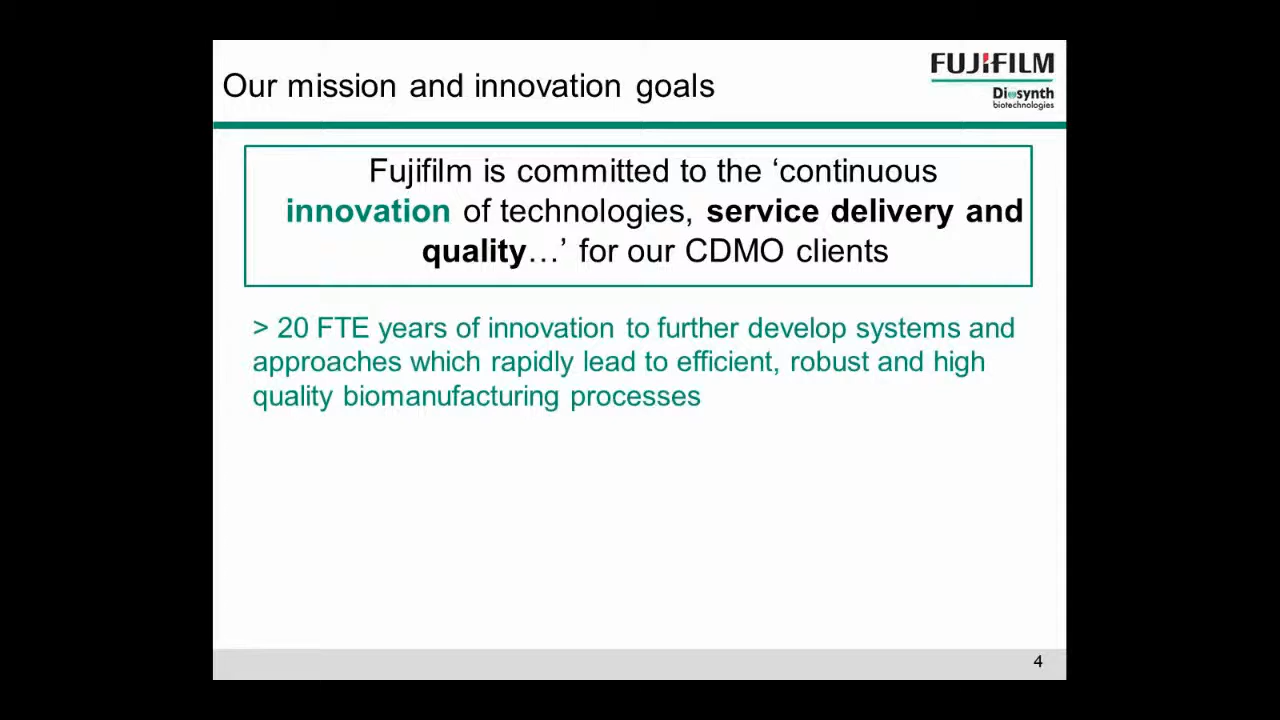 Our mission and innovation goals
FUJIFILM
Diosynth
biotechnologies
Fujifilm is committed to the ‘continuous
innovation of technologies, service delivery and
quality…’ for our CDMO clients
> 20 FTE years of innovation to further develop systems and
approaches which rapidly lead to efficient, robust and high
quality biomanufacturing processes
4